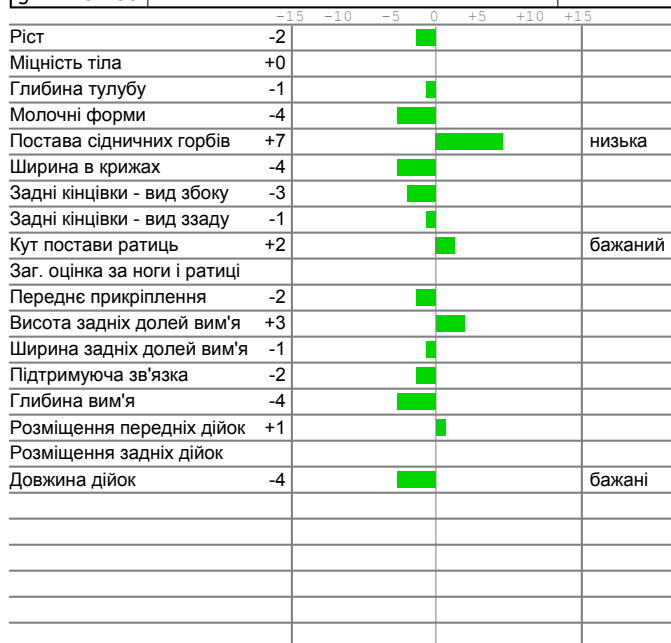 -15 -10 -5 0 +5 +10 +15
Ріст -2
Міцність тіла +0
Глибина тулубу -1
Молочні форми -4
Постава сідничних горбів +7 низька
Ширина в крижах -4
Задні кінцівки - вид збоку -3
Задні кінцівки - вид ззаду -1
Кут постави ратиць +2 бажаний
Заг. оцінка за ноги і ратиці
Переднє прикріплення -2
Висота задніх долей вим'я +3
Ширина задніх долей вим'я -1
Підтримуюча зв'язка -2
Глибина вим'я -4
Розміщення передніх дійок +1
Розміщення задніх дійок
Довжина дійок -4 бажані